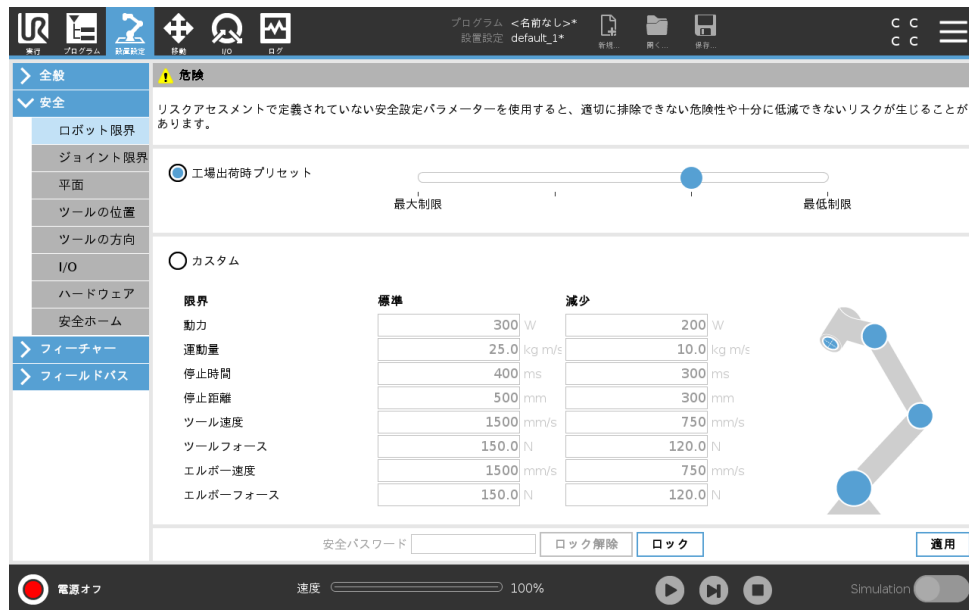 プログラム <名前なし>*
設置設定 default_1*
実行 プログラム 設置設定 移動 I/O ログ 新規... 開く... 保存...
C C
C C
全般
安全
ロボット限界
ジョイント限界
平面
ツールの位置
ツールの方向
I/O
ハードウェア
安全ホーム
フィーチャー
フィールドバス
危険
リスクアセスメントで定義されていない安全設定パラメーターを使用すると、適切に排除できない危険性や十分に低減できないリスクが生じることが
あります。
工場出荷時プリセット
最大制限 最低制限
カスタム
限界 標準 減少
動力 300 W 200 W
運動量 25.0 kg m/s 10.0 kg m/s
停止時間 400 ms 300 ms
停止距離 500 mm 300 mm
ツール速度 1500 mm/s 750 mm/s
ツールフォース 150.0 N 120.0 N
エルボー速度 1500 mm/s 750 mm/s
エルボーフォース 150.0 N 120.0 N
安全パスワード ロック解除 ロック 適用
電源オフ 速度 100% Simulation